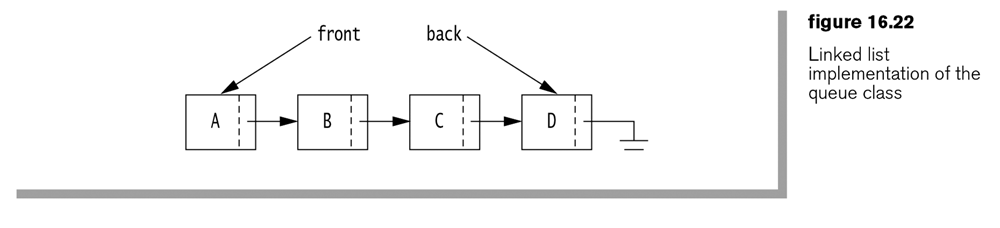 front
back
A
B
C
D
figure 16.22
Linked list
implementation of the
queue class